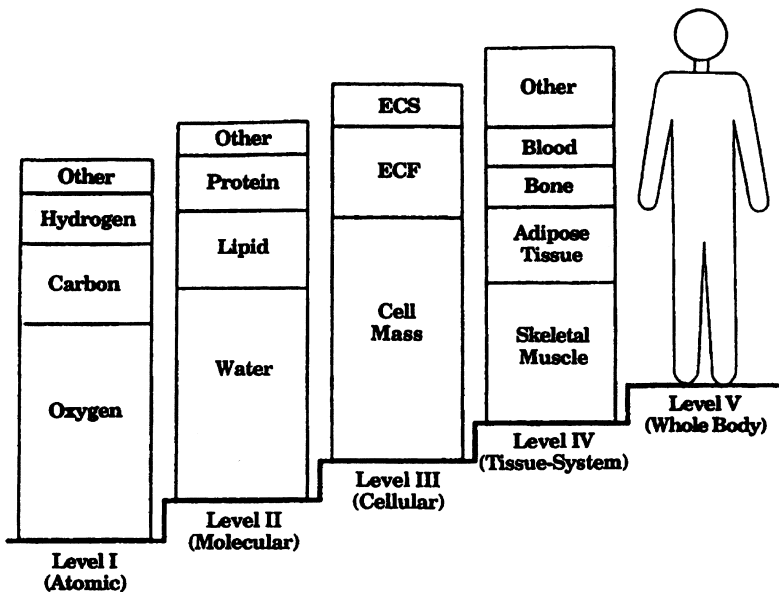 Other
Hydrogen
Carbon
Oxygen
Level I
(Atomic)
Other
Protein
Lipid
Water
Level II
(Molecular)
ECS
ECF
Cell
Mass
Level III
(Cellular)
Other
Blood
Bone
Adipose
Tissue
Skeletal
Muscle
Level IV
(Tissue-System)
Level V
(Whole Body)